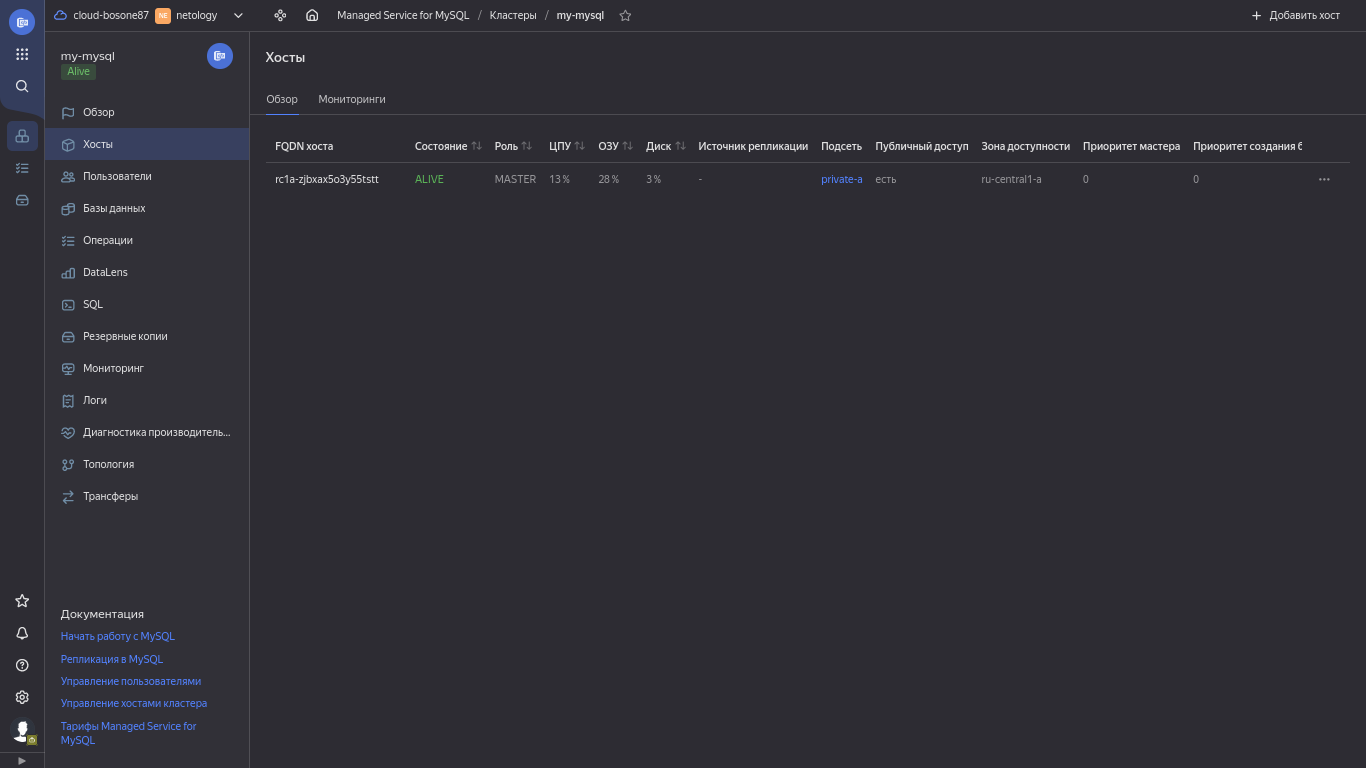 cloud-bosone87 NE netology Managed Service for MySQL / Кластеры / my-mysql Добавить хост
my-mysql
Alive
Обзор
Хосты
Пользователи
Базы данных
Операции
DataLens
SQL
Резервные копии
Мониторинг
Логи
Диагностика производитель...
Топология
Трансферы
Документация
Начать работу с MySQL
Репликация в MySQL
Управление пользователями
Управление хостами кластера
Тарифы Managed Service for
MySQL
Хосты
Обзор Мониторинги
FQDN хоста Состояние Роль ЦПУ ОЗУ Диск Источник репликации Подсеть Публичный доступ Зона доступности Приоритет мастера Приоритет создания
rc1a-zjbxax5o3y55tstt ALIVE MASTER 13 % 28 % 3 % - private-a есть ru-central1-a 0 0